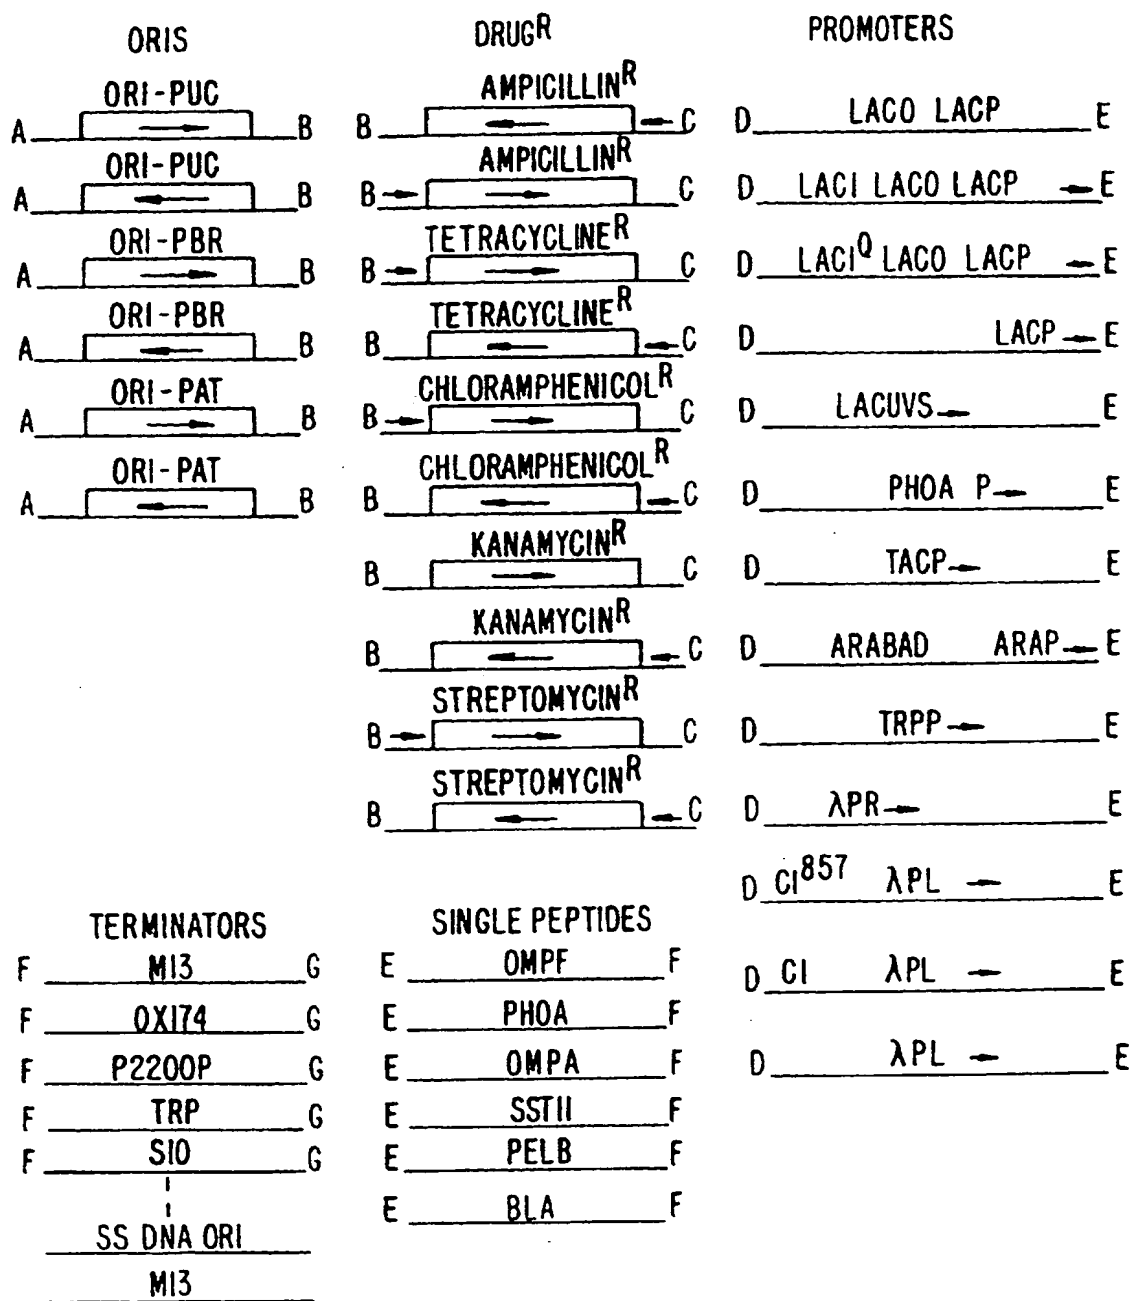 ORIS
ORI-PUC
A B
ORI-PUC
A B
ORI-PBR
A B
ORI-PBR
A B
ORI-PAT
A B
ORI-PAT
A B
DRUGR
AMPICILLINR
B C
AMPICILLINR
B C
TETRACYCLINER
B C
TETRACYCLINER
B C
CHLORAMPHENICOLR
B C
CHLORAMPHENICOLR
B C
KANAMYCINR
B C
KANAMYCINR
B C
STREPTOMYCINR
B C
STREPTOMYCINR
B C
PROMOTERS
D LACO LACP E
D LACI LACO LACP E
D LACIQ LACO LACP E
D LACP E
D LACUVS E
D PHOA P E
D TACP E
D ARABAD ARAP E
D TRPP E
D λPR E
D CI857 λPL E
D CI λPL E
D λPL E
TERMINATORS
F M13 G
F OX174 G
F P2200P G
F TRP G
F S10 G
SS DNA ORI
M13
SINGLE PEPTIDES
E OMPF F
E PHOA F
E OMPA F
E SSTII F
E PELB F
E BLA F